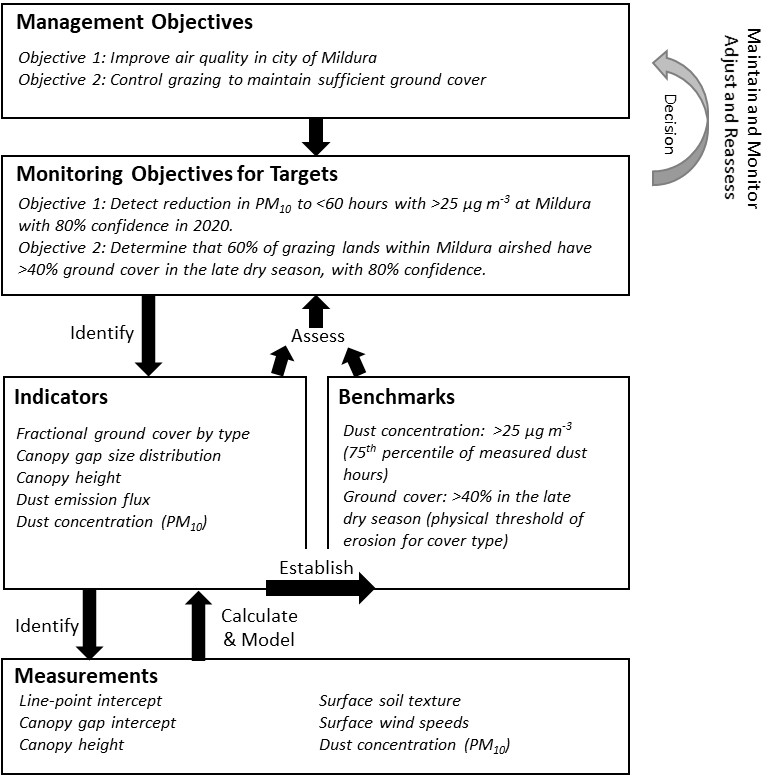 Management Objectives
Objective 1: Improve air quality in city of Mildura
Objective 2: Control grazing to maintain sufficient ground cover
Maintain and Monitor
Adjust and Reassess
Decision
Monitoring Objectives for Targets
Objective 1: Detect reduction in PM10 to <60 hours with >25 µg m-3 at Mildura
with 80% confidence in 2020.
Objective 2: Determine that 60% of grazing lands within Mildura airshed have
>40% ground cover in the late dry season, with 80% confidence.
Identify
Assess
Indicators
Fractional ground cover by type
Canopy gap size distribution
Canopy height
Dust emission flux
Dust concentration (PM10)
Benchmarks
Dust concentration: >25 µg m-3
(75th percentile of measured dust
hours)
Ground cover: >40% in the late
dry season (physical threshold of
erosion for cover type)
Establish
Identify
Calculate
& Model
Measurements
Line-point intercept
Canopy gap intercept
Canopy height
Surface soil texture
Surface wind speeds
Dust concentration (PM10)